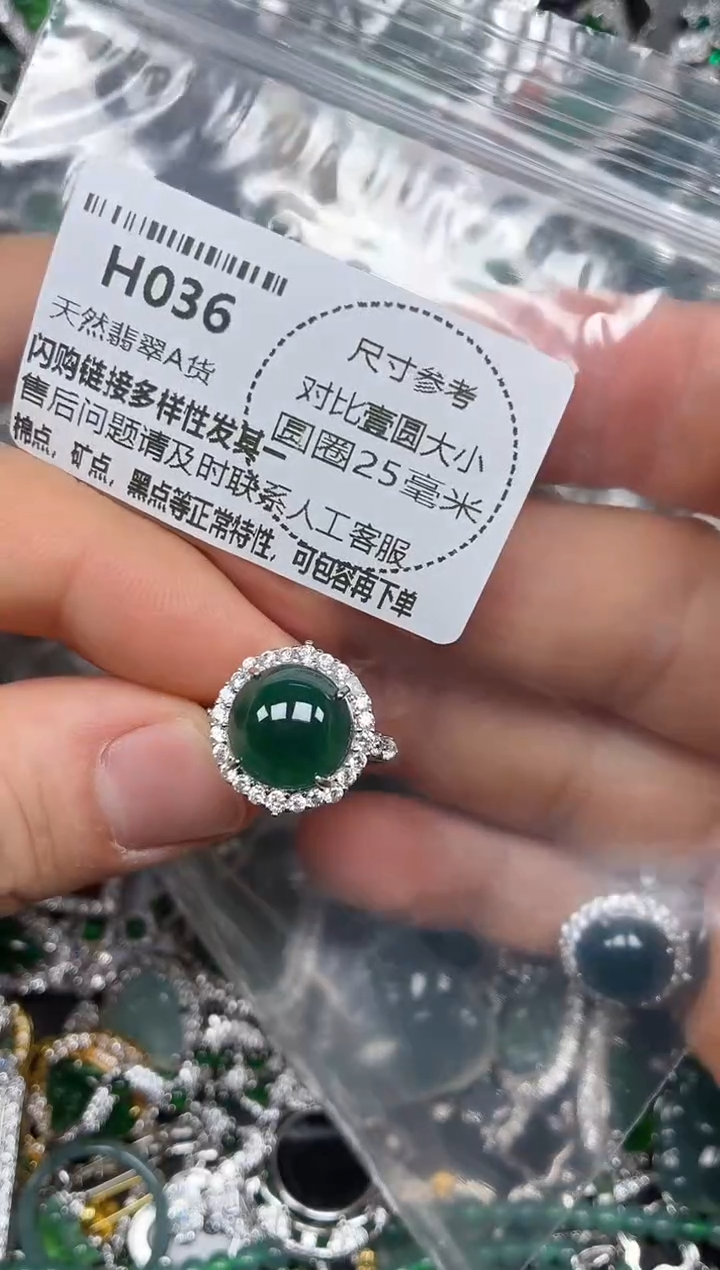 H036
天然翡翠A货
闪购链接多样性发其一
售后问题请及时联系人工客服
棉点，矿点，黑点等正常特性，可包容再下单
尺寸参考
对比壹圆大小
圆圈25毫米